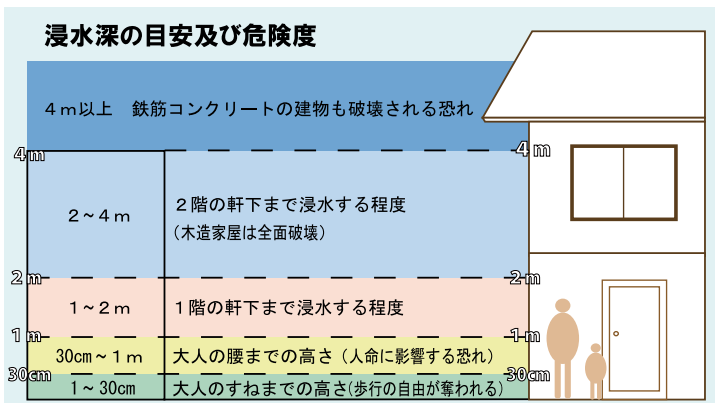 浸水深の目安及び危険度
４ｍ以上　鉄筋コンクリートの建物も破壊される恐れ
4m
4m
２～４ｍ
２階の軒下まで浸水する程度
（木造家屋は全面破壊）
2m
2m
１～２ｍ
１階の軒下まで浸水する程度
1m
1m
30cm～１ｍ
大人の腰までの高さ（人命に影響する恐れ）
30cm
30cm
1～30cm
大人のすねまでの高さ(歩行の自由が奪われる)